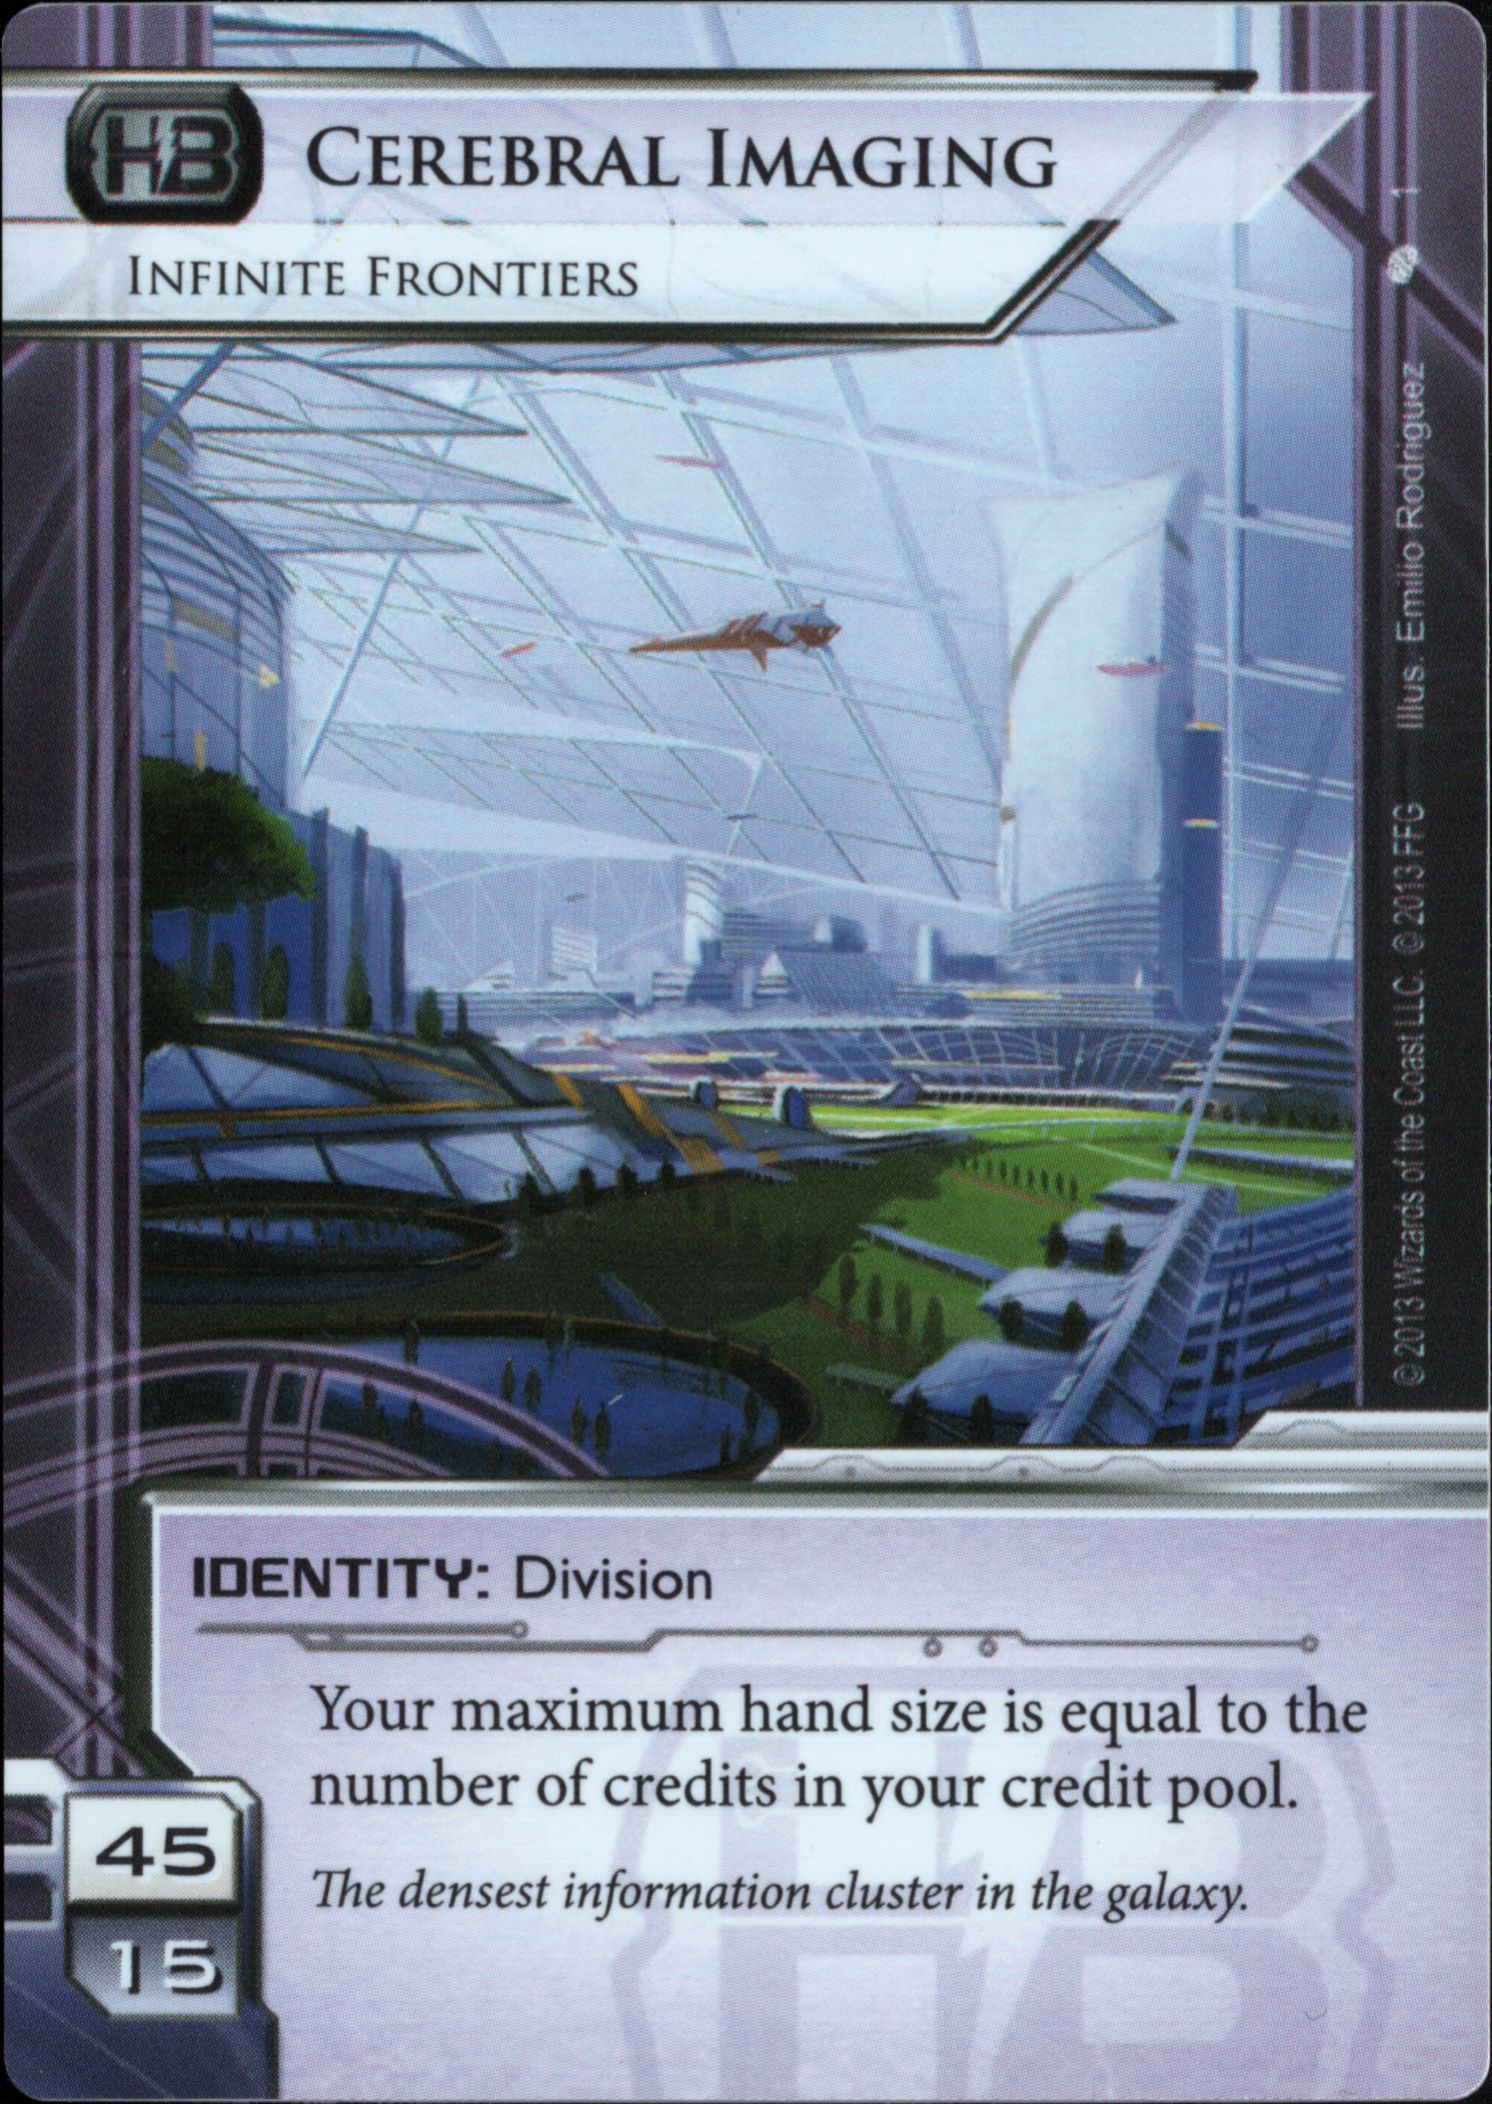 HB
CEREBRAL IMAGING
INFINITE FRONTIERS
1
Illus. Emilio Rodriguez
© 2013 Wizards of the Coast LLC. © 2013 FFG
IDENTITY: Division
Your maximum hand size is equal to the
number of credits in your credit pool.
The densest information cluster in the galaxy.
45
15
HB